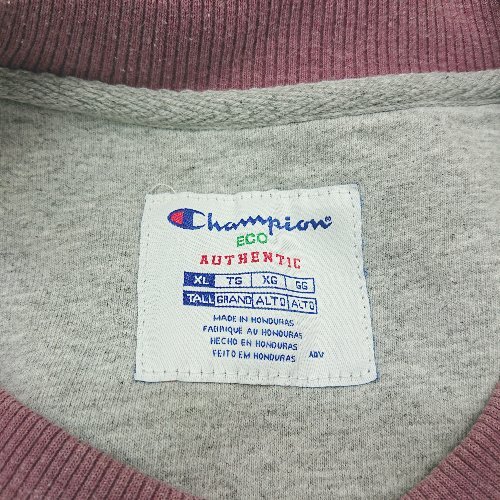 Champion
ECO
AUTHENTIC
XL TG XG GG
TALL GRAND ALTO ALTO
MADE IN HONDURAS
FABRIQUE AU HONDURAS
HECHO EN HONDURAS
FEITO EM HONDURAS ADV